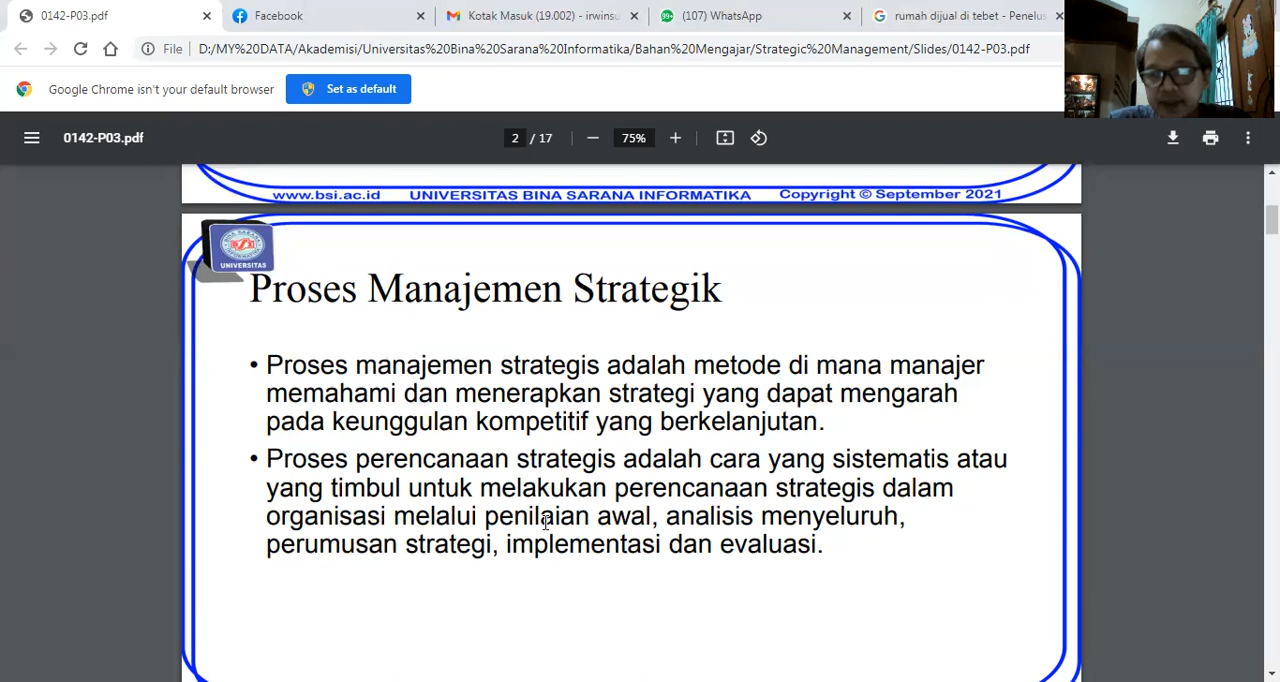 0142-P03.pdf
Facebook
Kotak Masuk (19.002) - irwinsu
99+
(107) WhatsApp
rumah dijual di tebet - Penelus
File
D:/MY%20DATA/Akademisi/Universitas%20Bina%20Sarana%20Informatika/Bahan%20Mengajar/Strategic%20Management/Slides/0142-P03.pdf
Google Chrome isn't your default browser
Set as default
0142-P03.pdf
2 / 17
75%
www.bsi.ac.id UNIVERSITAS BINA SARANA INFORMATIKA Copyright © September 2021
UNIVERSITAS
Proses Manajemen Strategik
• Proses manajemen strategis adalah metode di mana manajer
memahami dan menerapkan strategi yang dapat mengarah
pada keunggulan kompetitif yang berkelanjutan.
• Proses perencanaan strategis adalah cara yang sistematis atau
yang timbul untuk melakukan perencanaan strategis dalam
organisasi melalui penilaian awal, analisis menyeluruh,
perumusan strategi, implementasi dan evaluasi.